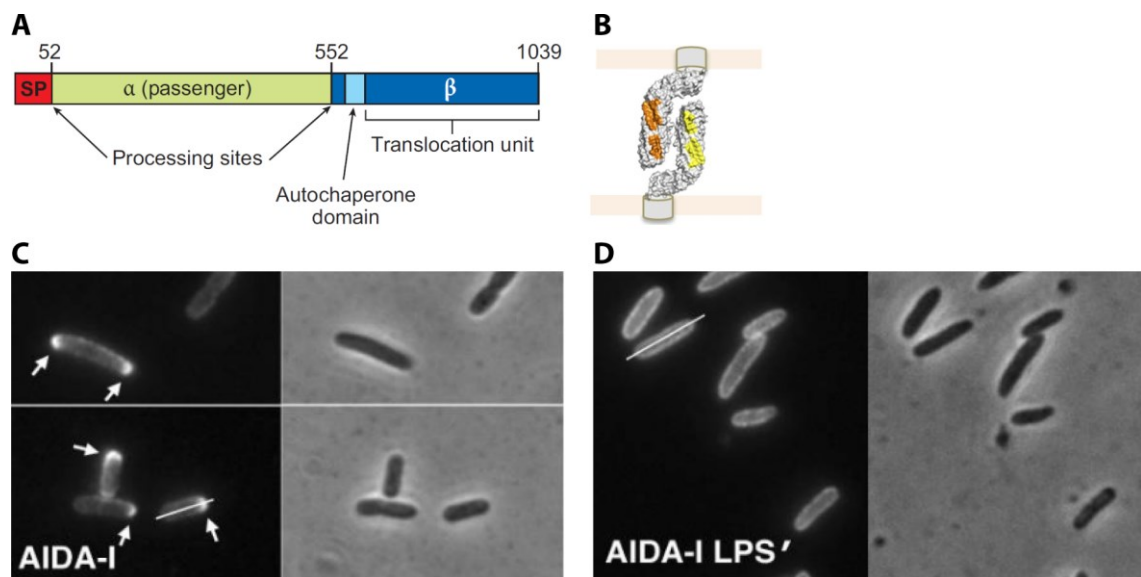 A
52
552
1039
SP
α (passenger)
β
Processing sites
Translocation unit
Autochaperone
domain
B
C
AIDA-I
D
AIDA-I LPS′